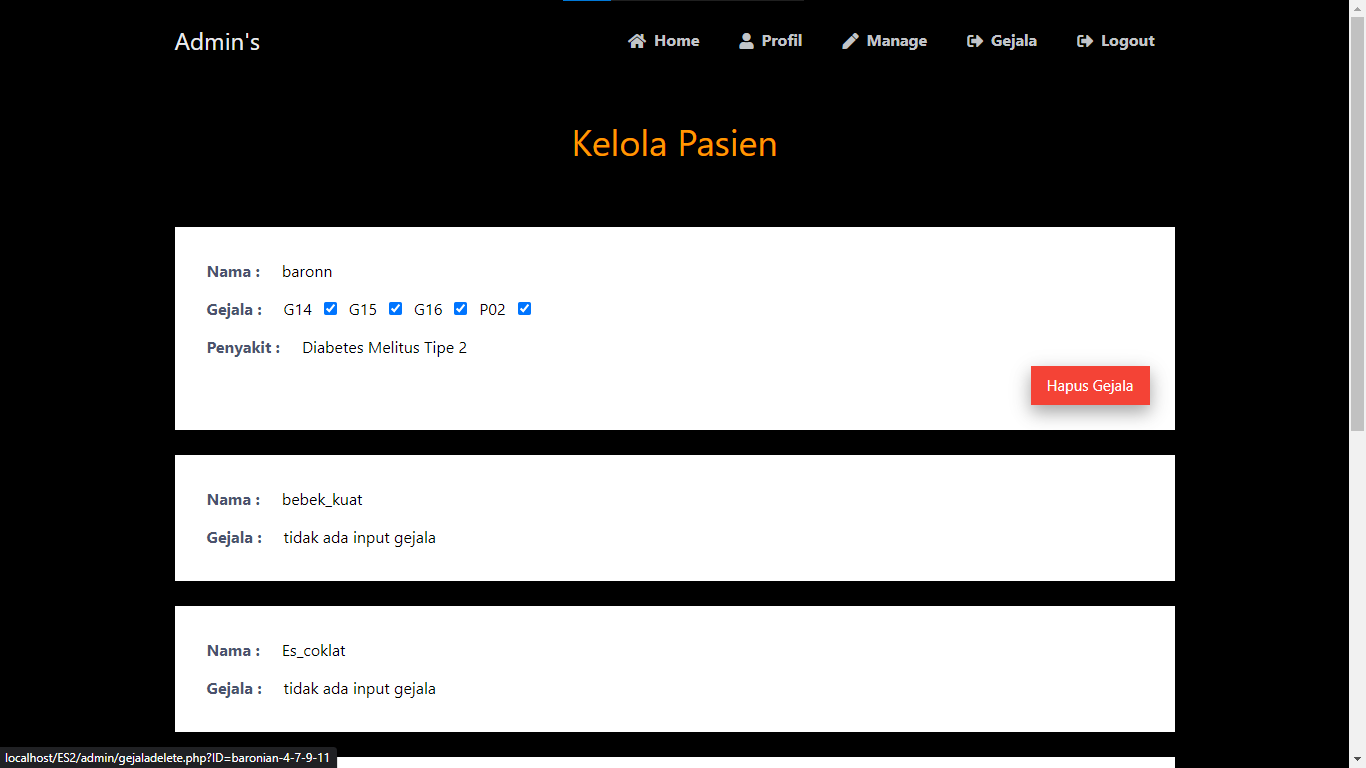 Admin's Home Profil Manage Gejala Logout
Kelola Pasien
Nama : baronn
Gejala : G14 G15 G16 P02
Penyakit : Diabetes Melitus Tipe 2
Hapus Gejala
Nama : bebek_kuat
Gejala : tidak ada input gejala
Nama : Es_coklat
Gejala : tidak ada input gejala
localhost/ES2/admin/gejaladelete.php?ID=baronian-4-7-9-11